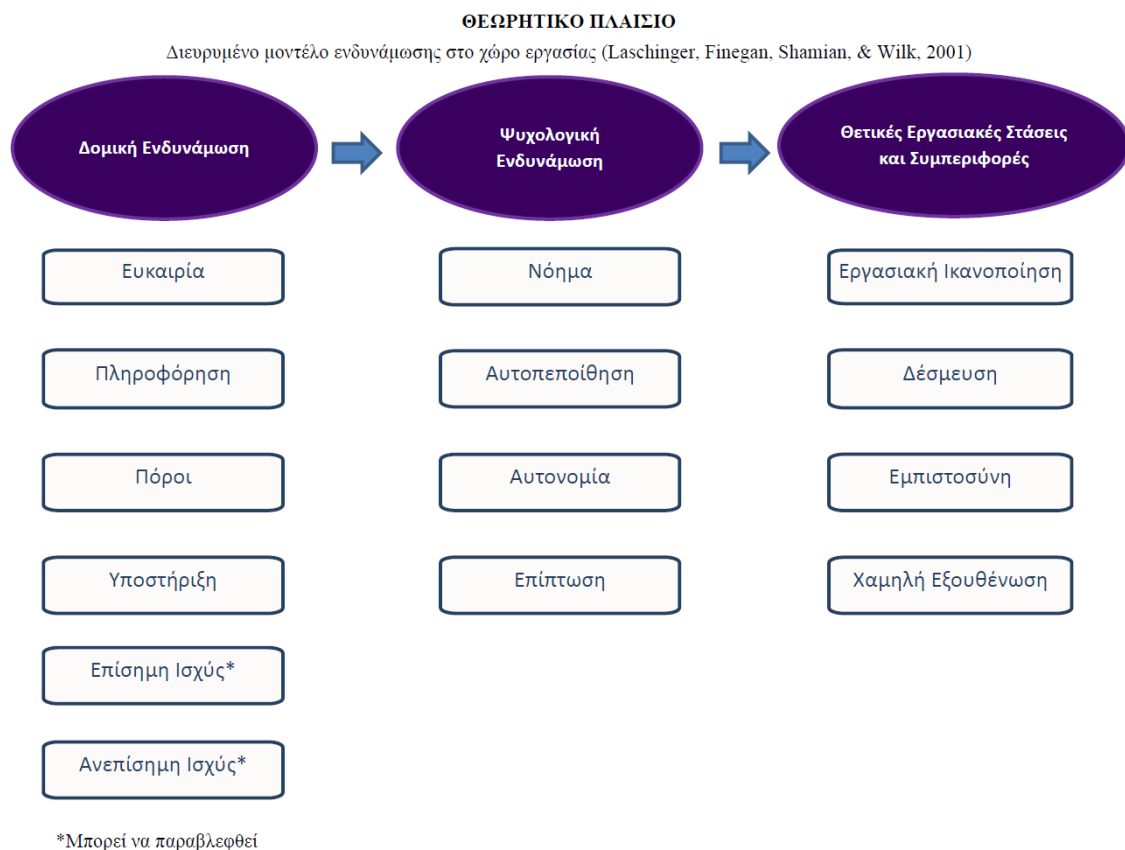 ΘΕΩΡΗΤΙΚΟ ΠΛΑΙΣΙΟ
Διευρυμένο μοντέλο ενδυνάμωσης στο χώρο εργασίας (Laschinger, Finegan, Shamian, & Wilk, 2001)
Δομική Ενδυνάμωση
Ψυχολογική
Ενδυνάμωση
Θετικές Εργασιακές Στάσεις
και Συμπεριφορές
Ευκαιρία
Πληροφόρηση
Πόροι
Υποστήριξη
Επίσημη Ισχύς*
Ανεπίσημη Ισχύς*
*Μπορεί να παραβλεφθεί
Νόημα
Αυτοπεποίθηση
Αυτονομία
Επίπτωση
Εργασιακή Ικανοποίηση
Δέσμευση
Εμπιστοσύνη
Χαμηλή Εξουθένωση